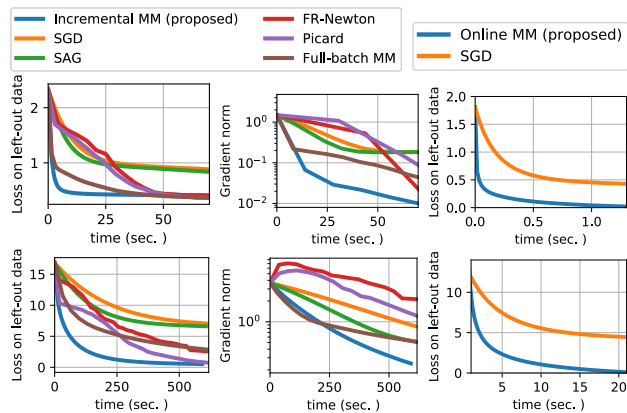 Incremental MM (proposed)
SGD
SAG
FR-Newton
Picard
Full-batch MM
Online MM (proposed)
SGD
Loss on left-out data
2
1
0 25 50
time (sec.)
Gradient norm
10⁰
10⁻¹
10⁻²
0 25 50
time (sec.)
Loss on left-out data
2.0
1.5
1.0
0.5
0.0
0.0 0.5 1.0
time (sec.)
Loss on left-out data
15
10
5
0
0 250 500
time (sec.)
Gradient norm
10⁰
0 250 500
time (sec.)
Loss on left-out data
10
5
0
5 10 15 20
time (sec.)